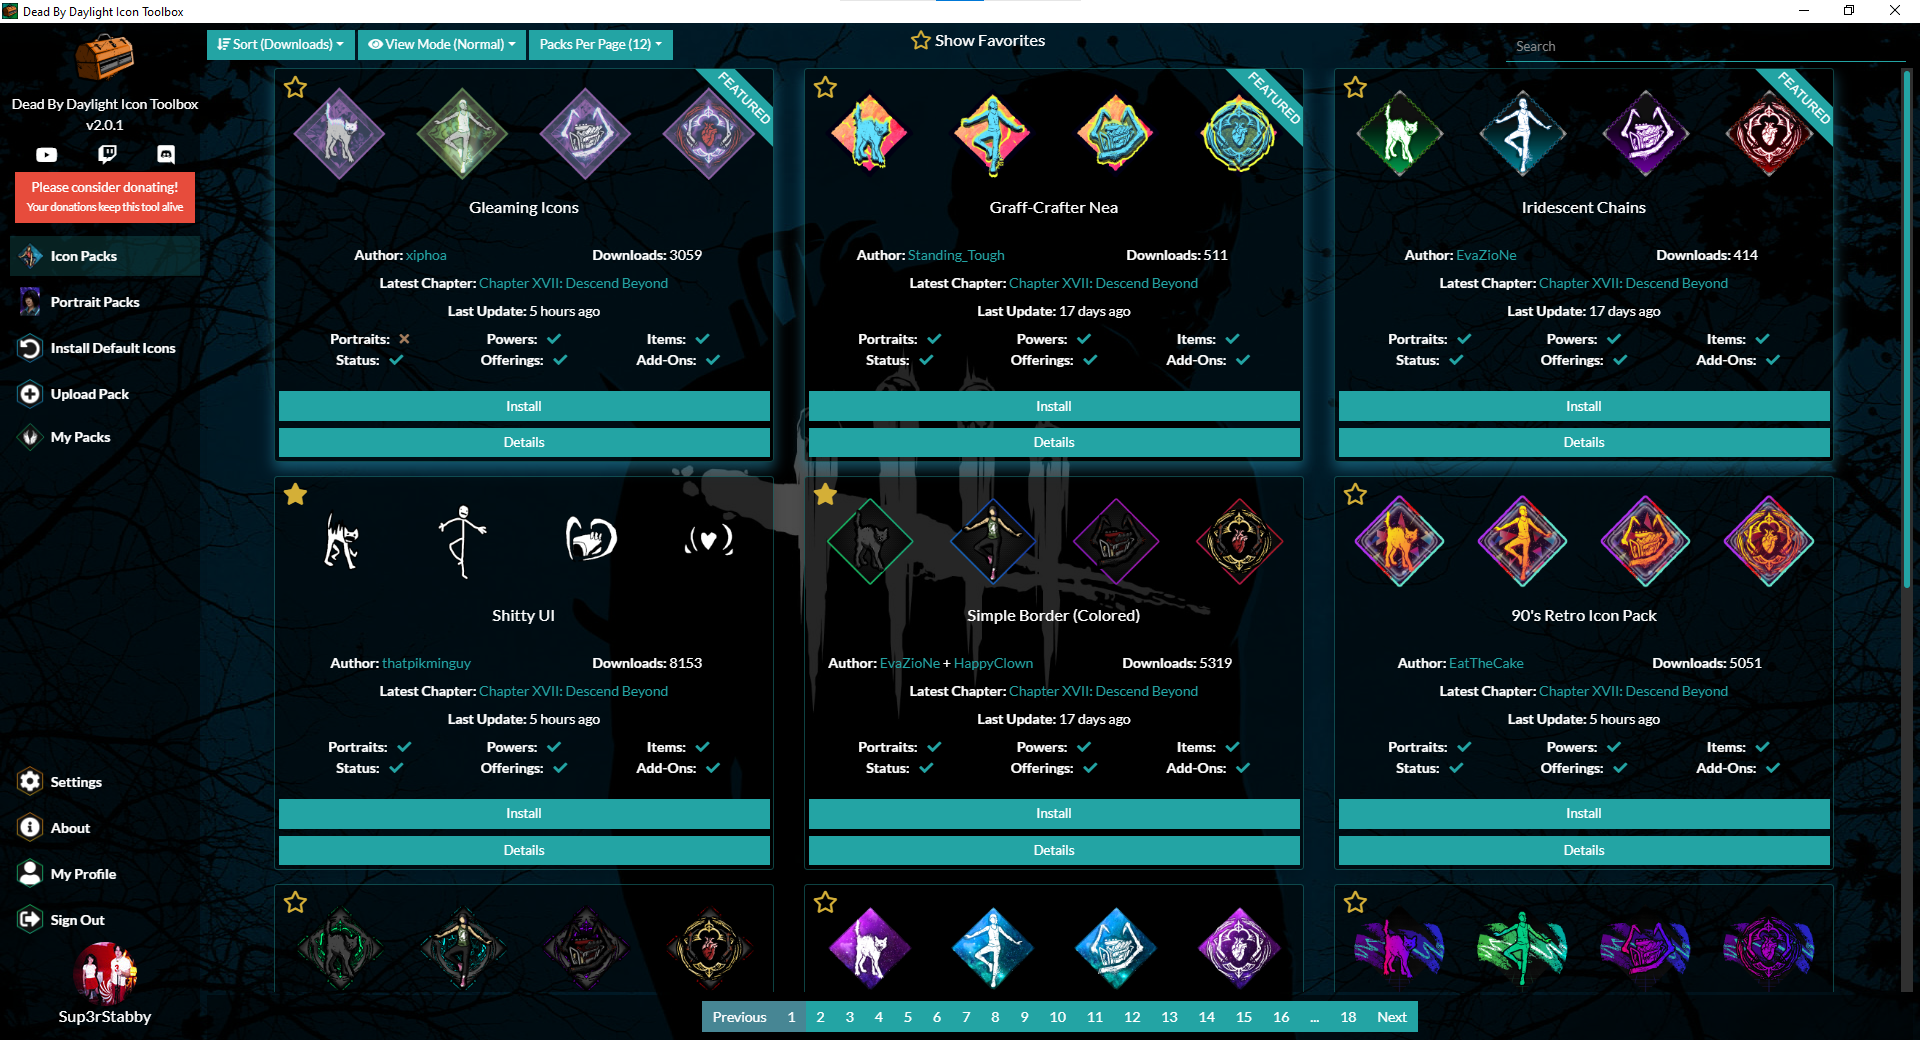 Dead By Daylight Icon Toolbox
Dead By Daylight Icon Toolbox
v2.0.1
Please consider donating!
Your donations keep this tool alive
Icon Packs
Portrait Packs
Install Default Icons
Upload Pack
My Packs
Settings
About
My Profile
Sign Out
Sup3rStabby
Sort (Downloads)
View Mode (Normal)
Packs Per Page (12)
Show Favorites
Search
FEATURED
Gleaming Icons
Author: xiphoa
Downloads: 3059
Latest Chapter: Chapter XVII: Descend Beyond
Last Update: 5 hours ago
Portraits:
Powers:
Items:
Status:
Offerings:
Add-Ons:
Install
Details
FEATURED
Graff-Crafter Nea
Author: Standing_Tough
Downloads: 511
Latest Chapter: Chapter XVII: Descend Beyond
Last Update: 17 days ago
Portraits:
Powers:
Items:
Status:
Offerings:
Add-Ons:
Install
Details
FEATURED
Iridescent Chains
Author: EvaZioNe
Downloads: 414
Latest Chapter: Chapter XVII: Descend Beyond
Last Update: 17 days ago
Portraits:
Powers:
Items:
Status:
Offerings:
Add-Ons:
Install
Details
Shitty UI
Author: thatpikminguy
Downloads: 8153
Latest Chapter: Chapter XVII: Descend Beyond
Last Update: 5 hours ago
Portraits:
Powers:
Items:
Status:
Offerings:
Add-Ons:
Install
Details
Simple Border (Colored)
Author: EvaZioNe + HappyClown
Downloads: 5319
Latest Chapter: Chapter XVII: Descend Beyond
Last Update: 17 days ago
Portraits:
Powers:
Items:
Status:
Offerings:
Add-Ons:
Install
Details
90's Retro Icon Pack
Author: EatTheCake
Downloads: 5051
Latest Chapter: Chapter XVII: Descend Beyond
Last Update: 5 hours ago
Portraits:
Powers:
Items:
Status:
Offerings:
Add-Ons:
Install
Details
Previous 1 2 3 4 5 6 7 8 9 10 11 12 13 14 15 16 ... 18 Next